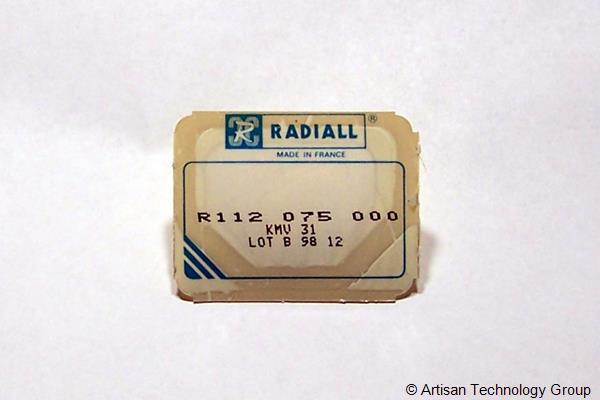 R RADIALL ®
MADE IN FRANCE
R112 075 000
KMV 31
LOT B 98 12
© Artisan Technology Group